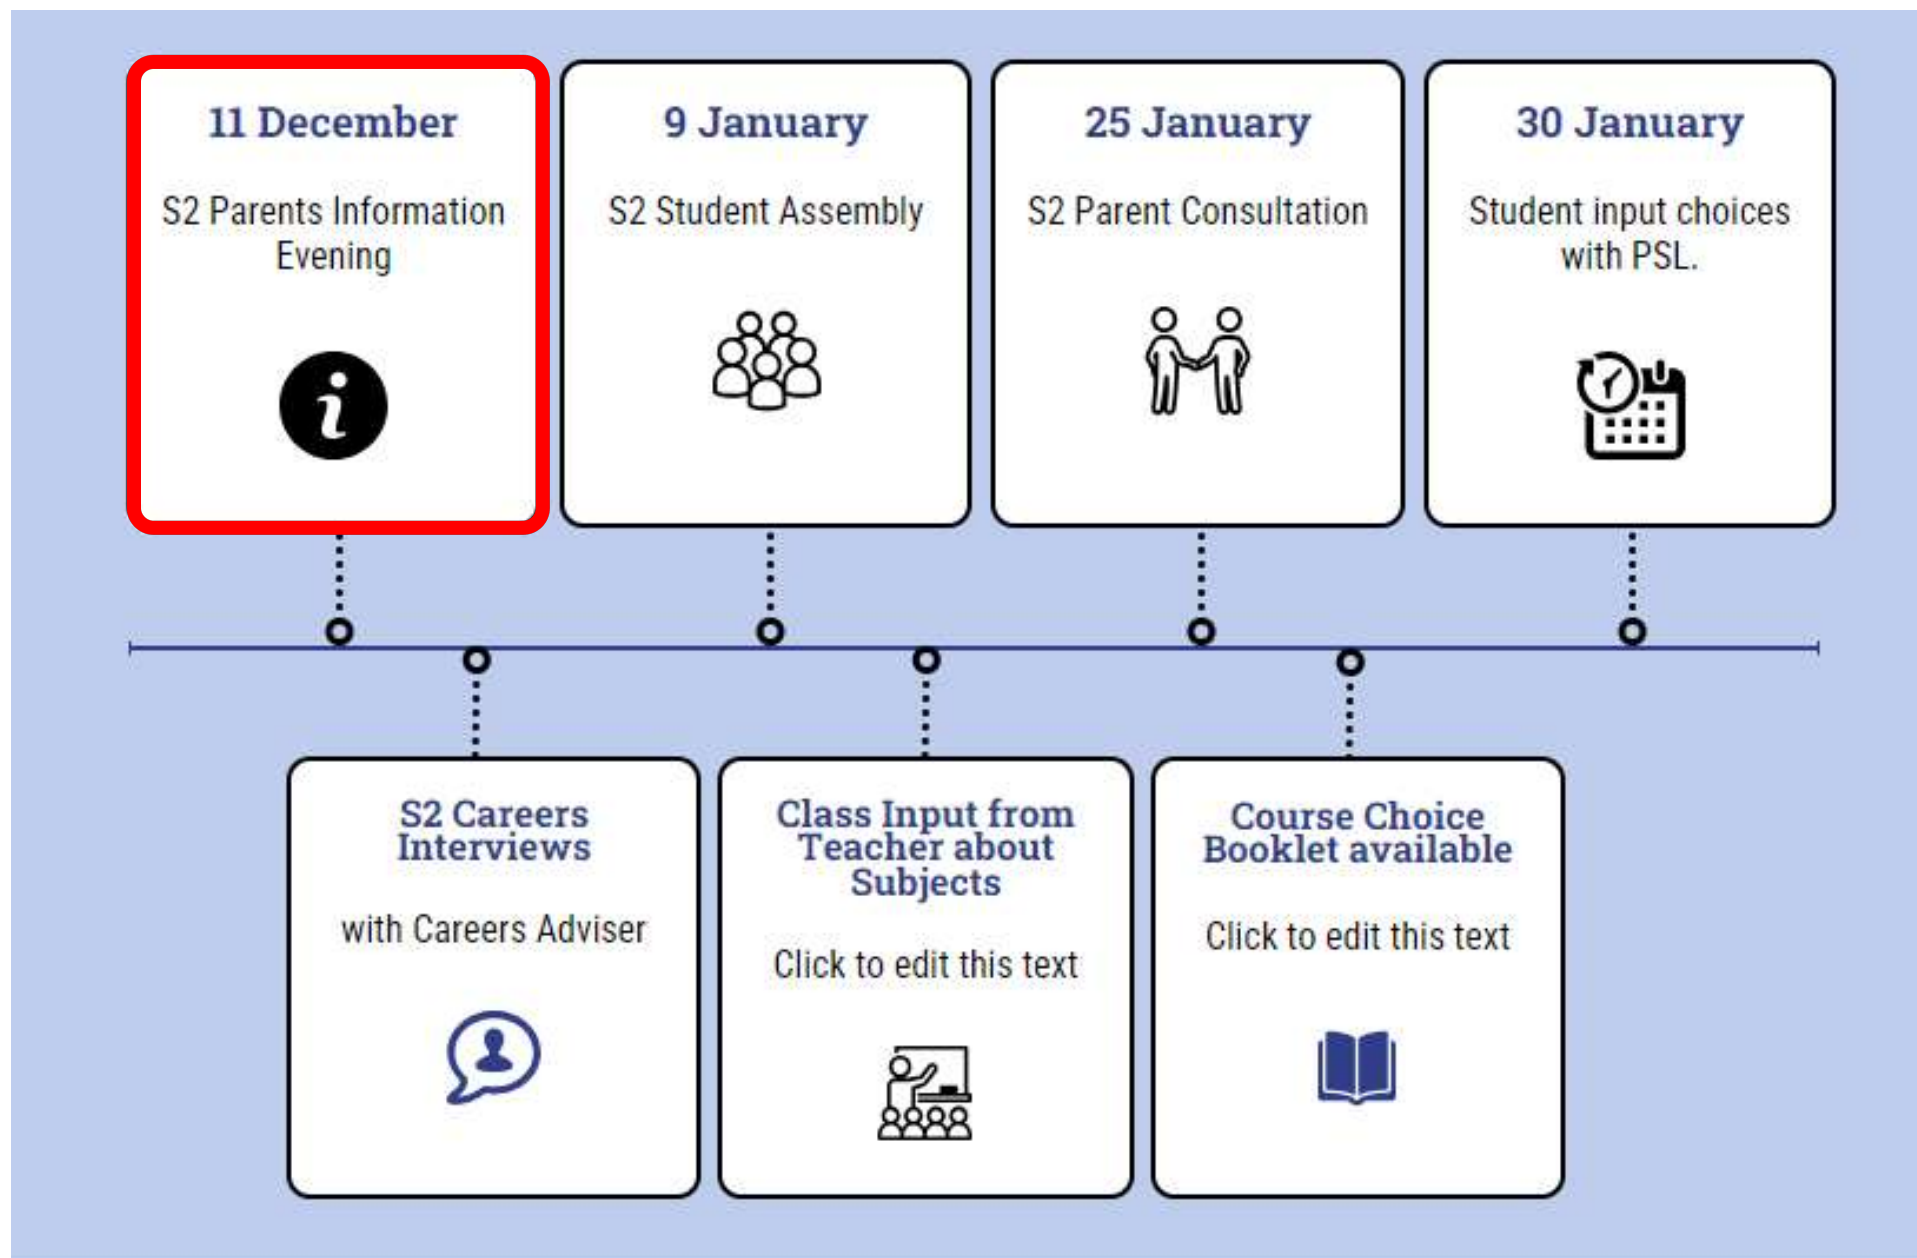 11 December
S2 Parents Information
Evening
9 January
S2 Student Assembly
25 January
S2 Parent Consultation
30 January
Student input choices
with PSL.
S2 Careers
Interviews
with Careers Adviser
Class Input from
Teacher about
Subjects
Click to edit this text
Course Choice
Booklet available
Click to edit this text